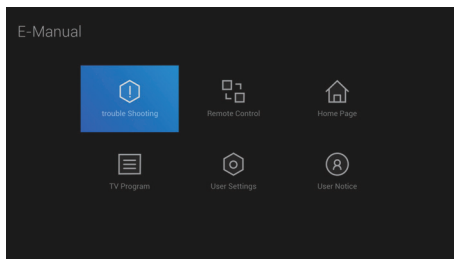 E-Manual
trouble Shooting
Remote Control
Home Page
TV Program
User Settings
User Notice